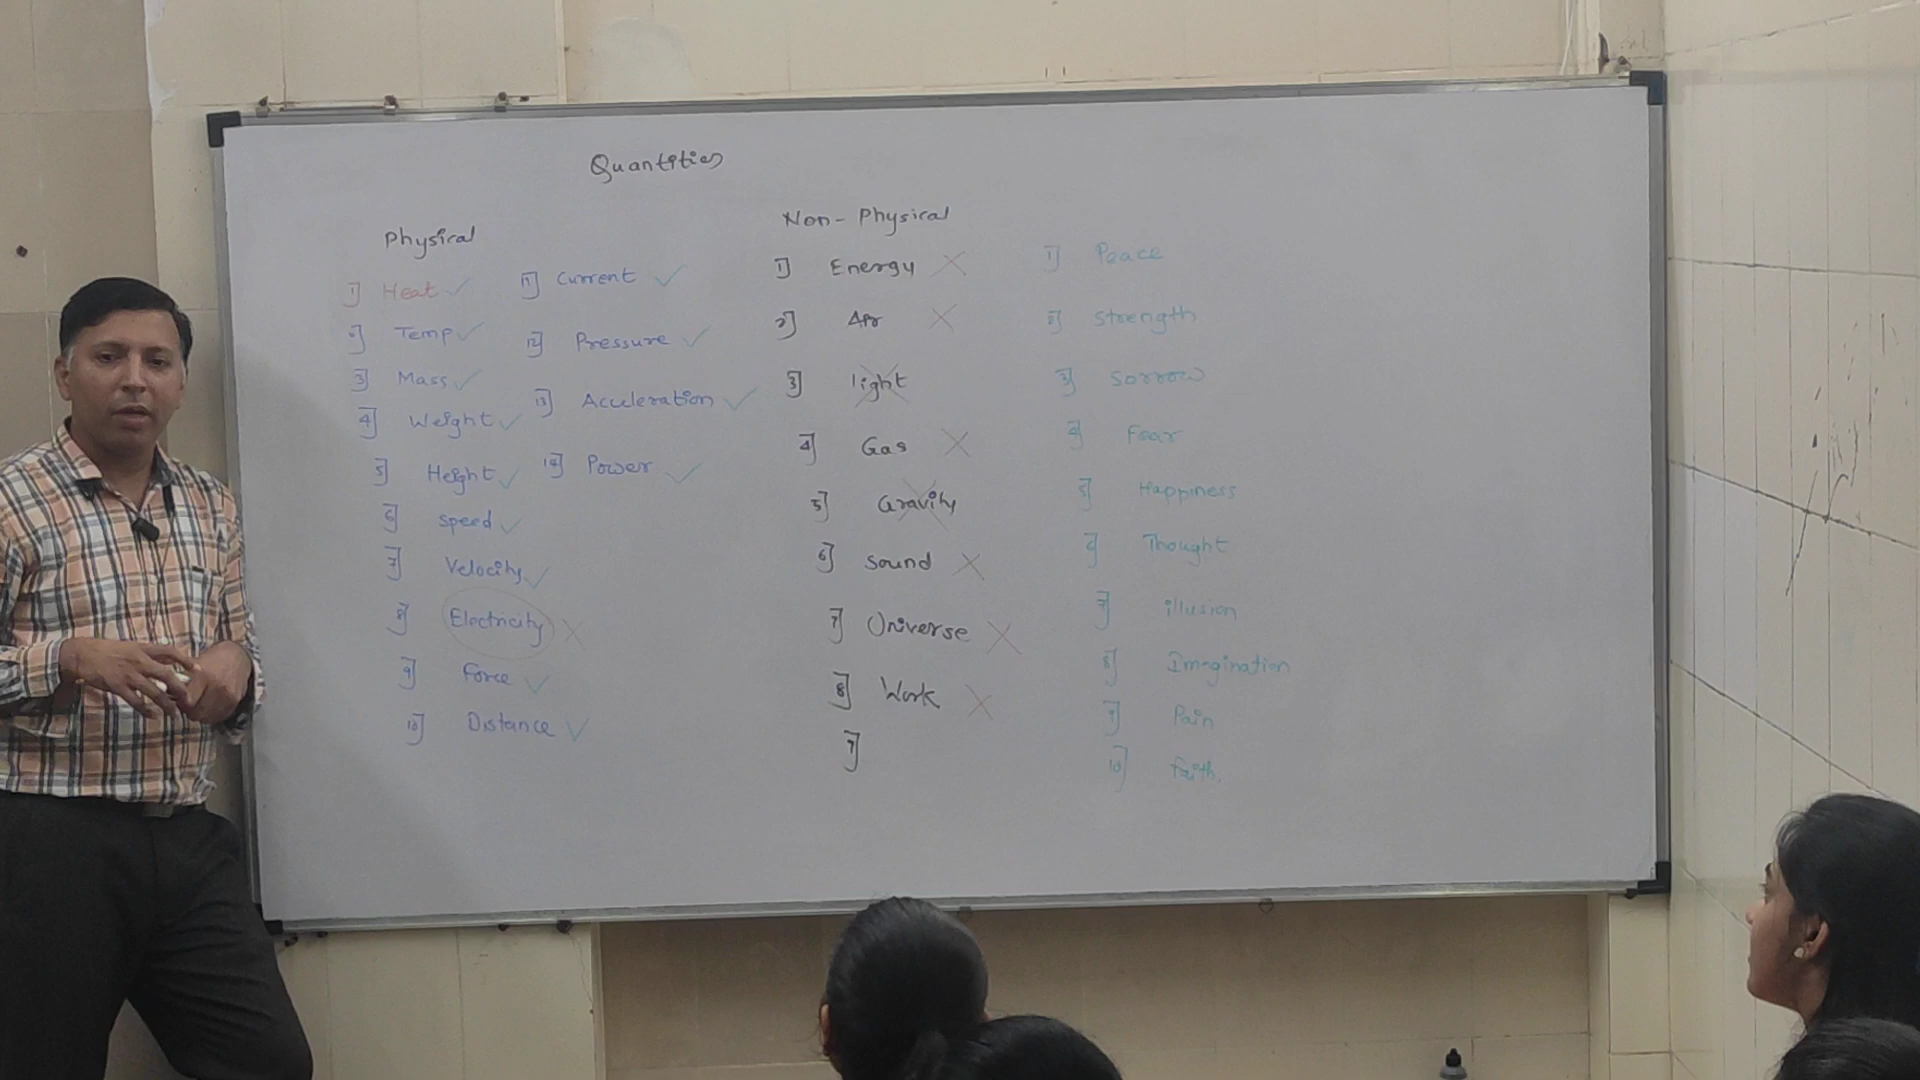 Quantities
Physical
1] Heat ✓
2] Temp ✓
3] Mass ✓
4] Weight ✓
5] Height ✓
6] Speed ✓
7] Velocity ✓
8] Electricity ✗
9] Force ✓
10] Distance ✓
11] Current ✓
12] Pressure ✓
13] Acculeration ✓
14] Power ✓
Non-Physical
1] Energy ✗
2] Air ✗
3] light ✗
4] Gas ✗
5] Gravity ✗
6] Sound ✗
7] Universe ✗
8] Work ✗
9]
1] Peace
2] Strength
3] Sorrow
4] Fear
5] Happiness
6] Thought
7] illusion
8] Imagination
9] Pain
10] Faith.